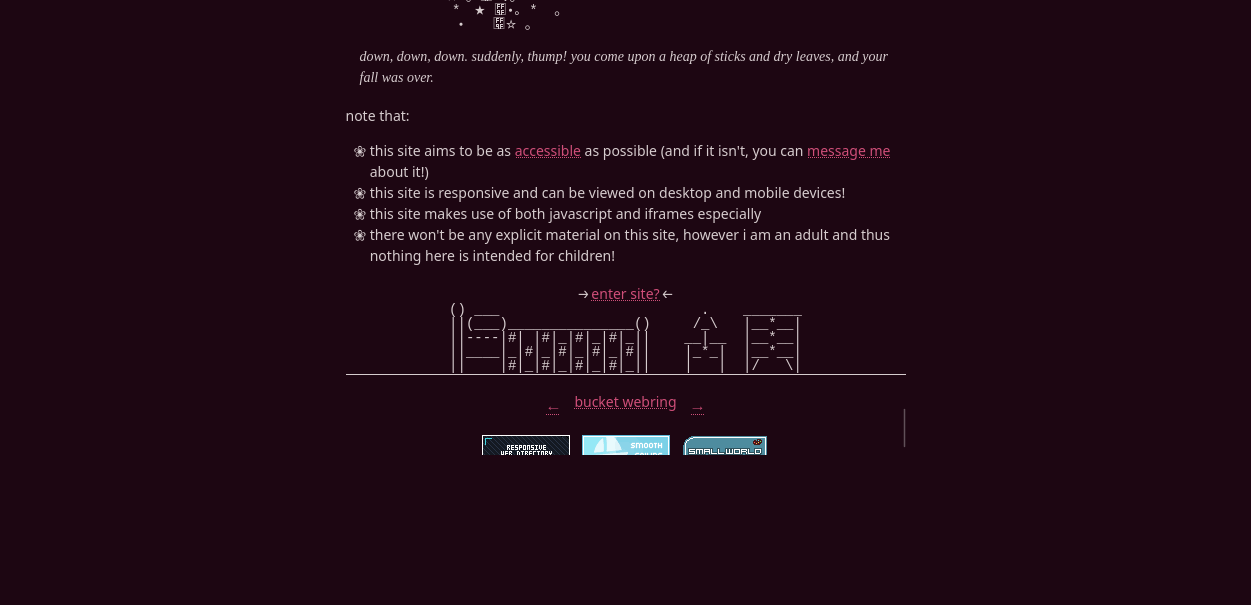 down, down, down. suddenly, thump! you come upon a heap of sticks and dry leaves, and your
fall was over.
note that:
❀ this site aims to be as accessible as possible (and if it isn't, you can message me
about it!)
❀ this site is responsive and can be viewed on desktop and mobile devices!
❀ this site makes use of both javascript and iframes especially
❀ there won't be any explicit material on this site, however i am an adult and thus
nothing here is intended for children!
→ enter site? ←
← bucket webring →
RESPONSIVE SMOOTH SMALL WORLD
WEB DIRECTORY SAILING